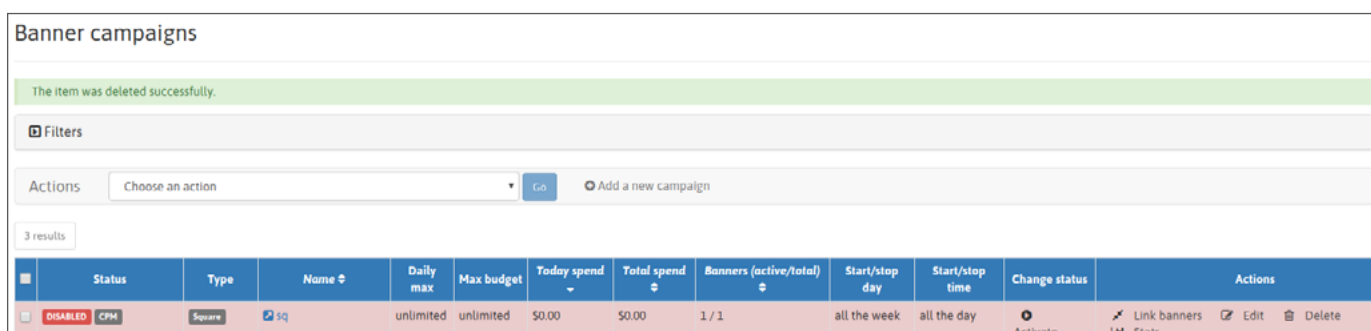 Banner campaigns
The item was deleted successfully.
Filters
Actions Choose an action Go Add a new campaign
3 results
Status Type Name Daily max Max budget Today spend Total spend Banners (active/total) Start/stop day Start/stop time Change status Actions
DISABLED CPM Square sq unlimited unlimited $0.00 $0.00 1 / 1 all the week all the day Activate Link banners Edit Delete
Stats